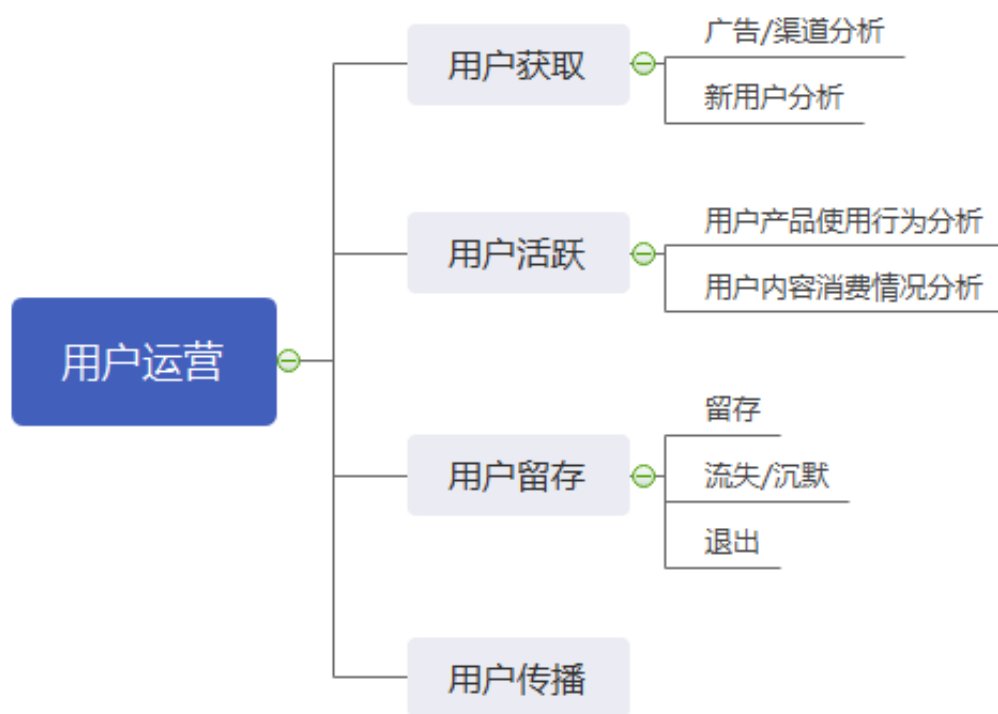 用户运营
用户获取
广告/渠道分析
新用户分析
用户活跃
用户产品使用行为分析
用户内容消费情况分析
用户留存
留存
流失/沉默
退出
用户传播